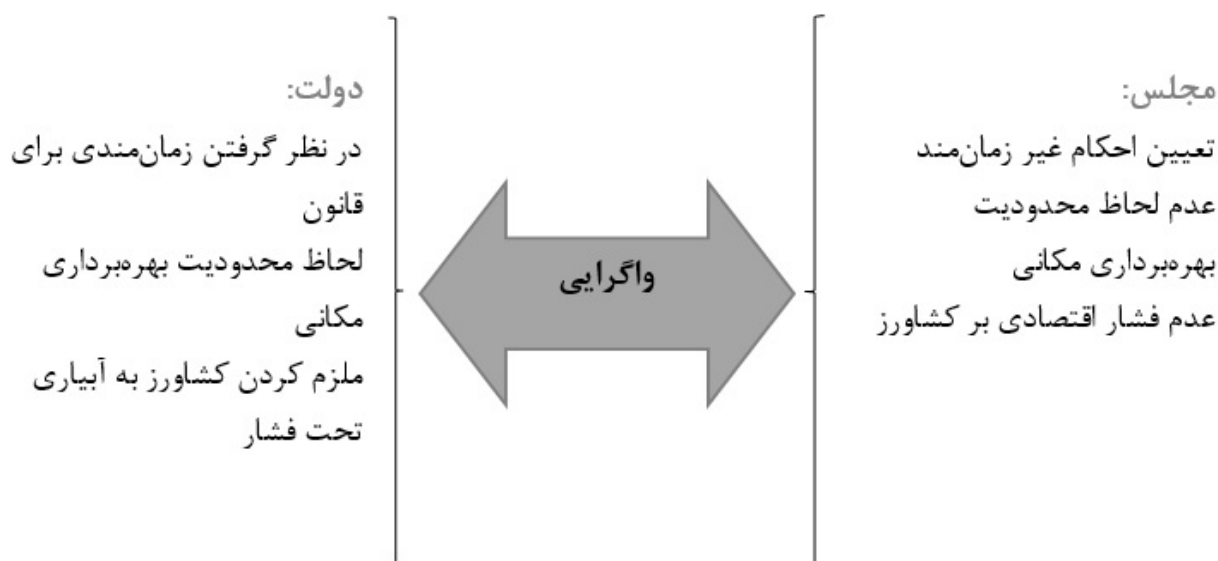 مجلس:
تعیین احکام غیر زمان‌مند
عدم لحاظ محدودیت
بهره‌برداری مکانی
عدم فشار اقتصادی بر کشاورز
واگرایی
دولت:
در نظر گرفتن زمان‌مندی برای
قانون
لحاظ محدودیت بهره‌برداری
مکانی
ملزم کردن کشاورز به آبیاری
تحت فشار